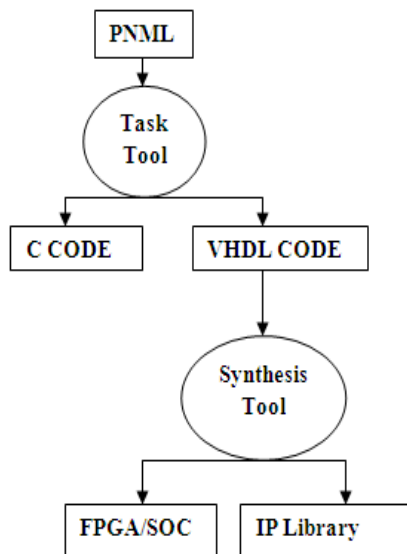 PNML
Task
Tool
C CODE
VHDL CODE
Synthesis
Tool
FPGA/SOC
IP Library